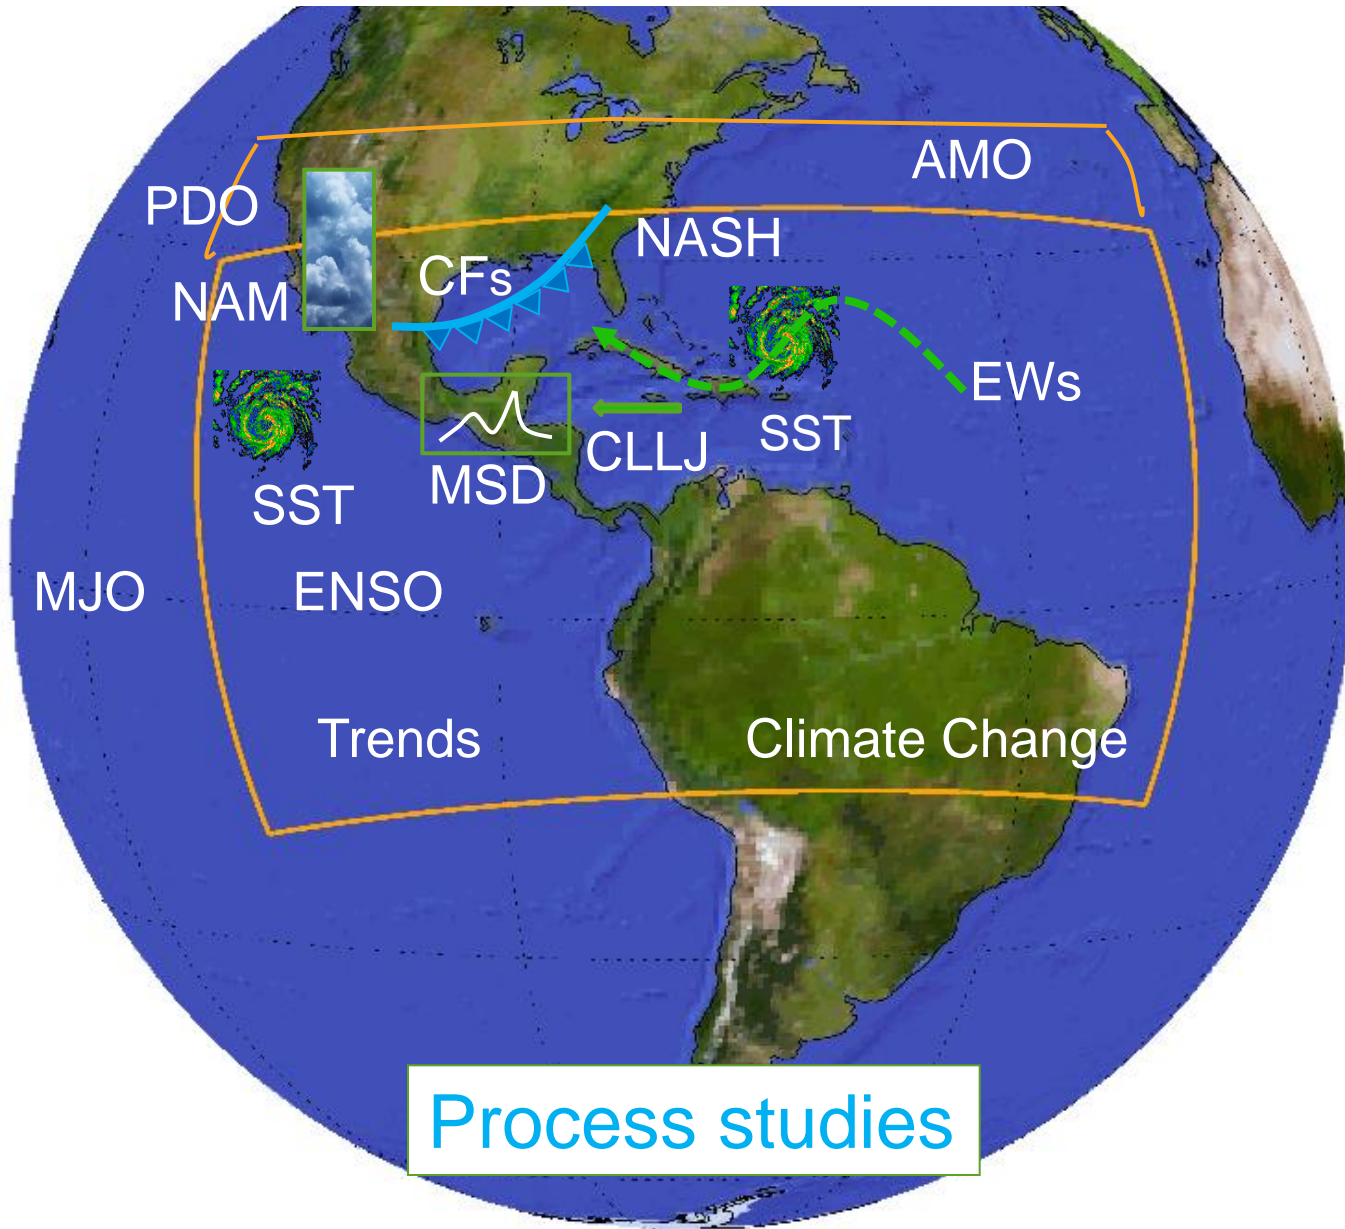 AMO
PDO
NASH
CFs
NAM
EWs
SST
CLLJ
MSD
SST
MJO
ENSO
Trends
Climate Change
Process studies